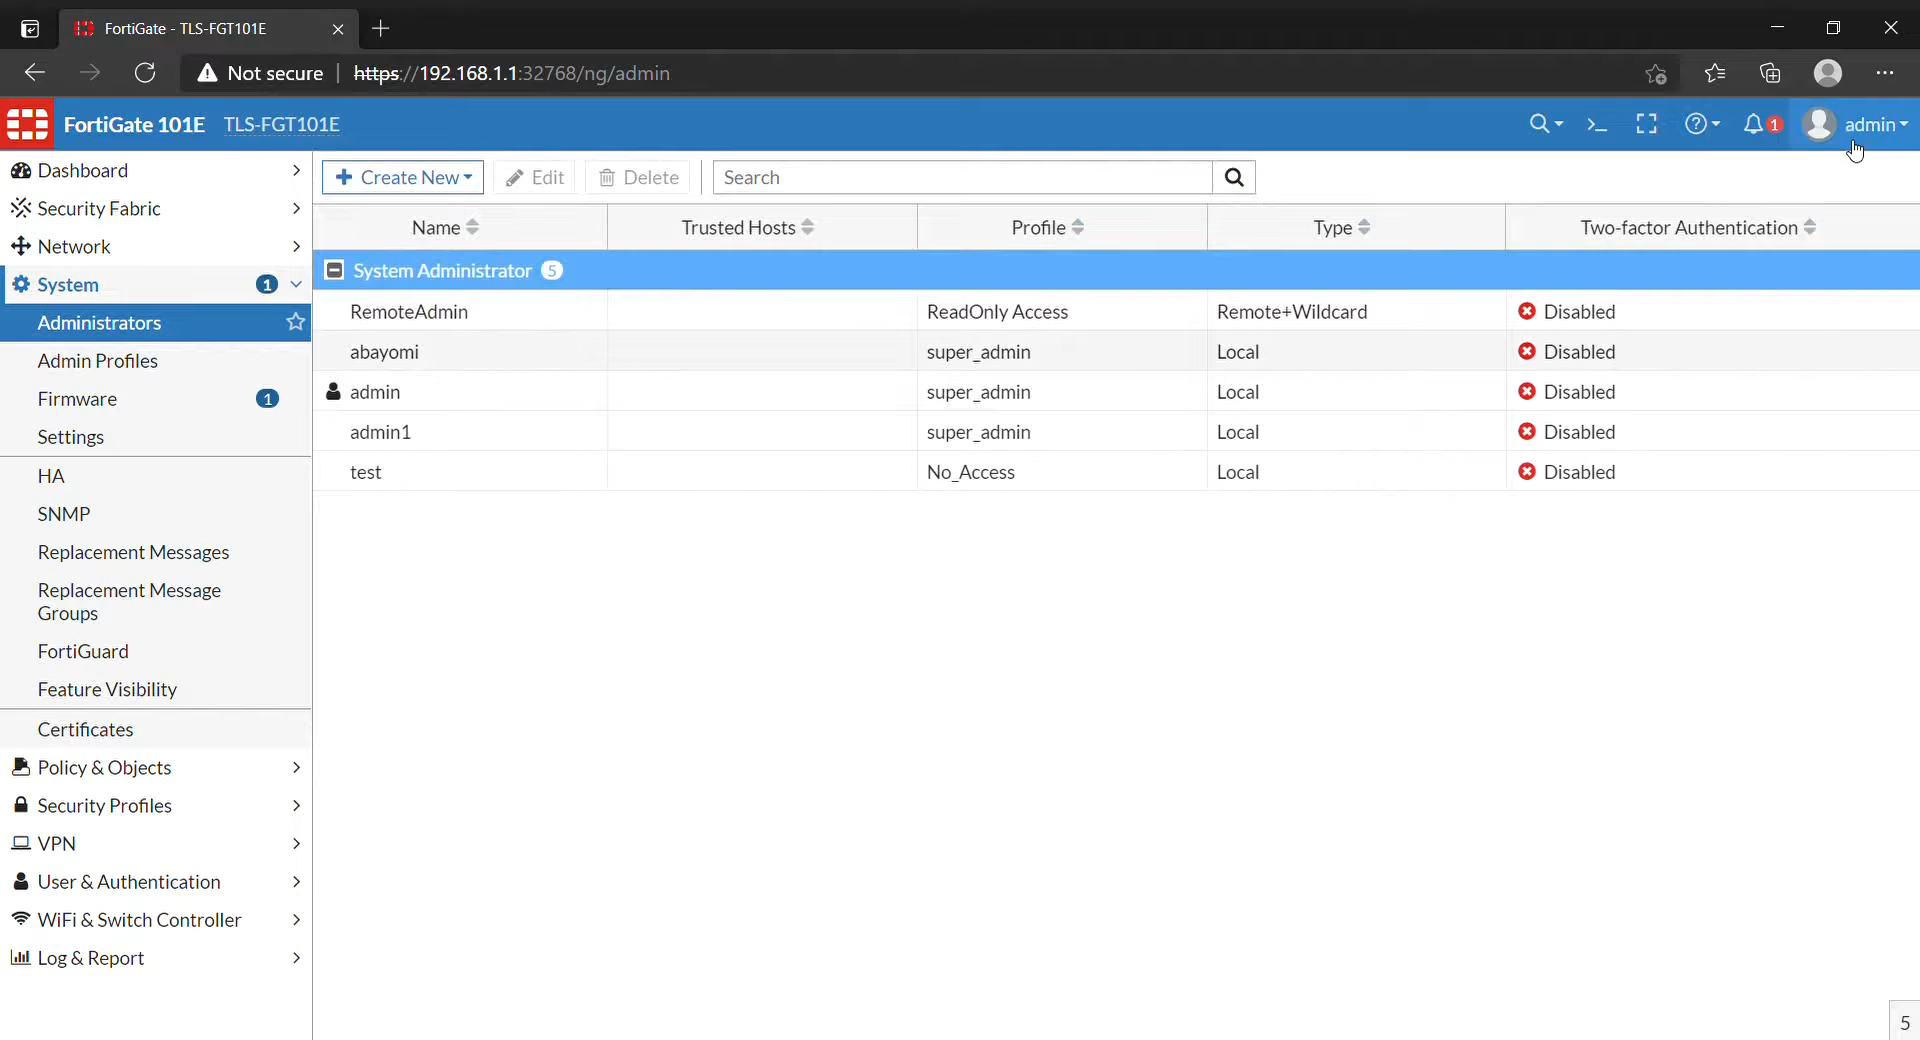 FortiGate - TLS-FGT101E
Not secure | https://192.168.1.1:32768/ng/admin
FortiGate 101E TLS-FGT101E
1 admin
Dashboard
Security Fabric
Network
System 1
Administrators
Admin Profiles
Firmware 1
Settings
HA
SNMP
Replacement Messages
Replacement Message
Groups
FortiGuard
Feature Visibility
Certificates
Policy & Objects
Security Profiles
VPN
User & Authentication
WiFi & Switch Controller
Log & Report
+ Create New Edit Delete Search
Name Trusted Hosts Profile Type Two-factor Authentication
System Administrator 5
RemoteAdmin ReadOnly Access Remote+Wildcard Disabled
abayomi super_admin Local Disabled
admin super_admin Local Disabled
admin1 super_admin Local Disabled
test No_Access Local Disabled
5